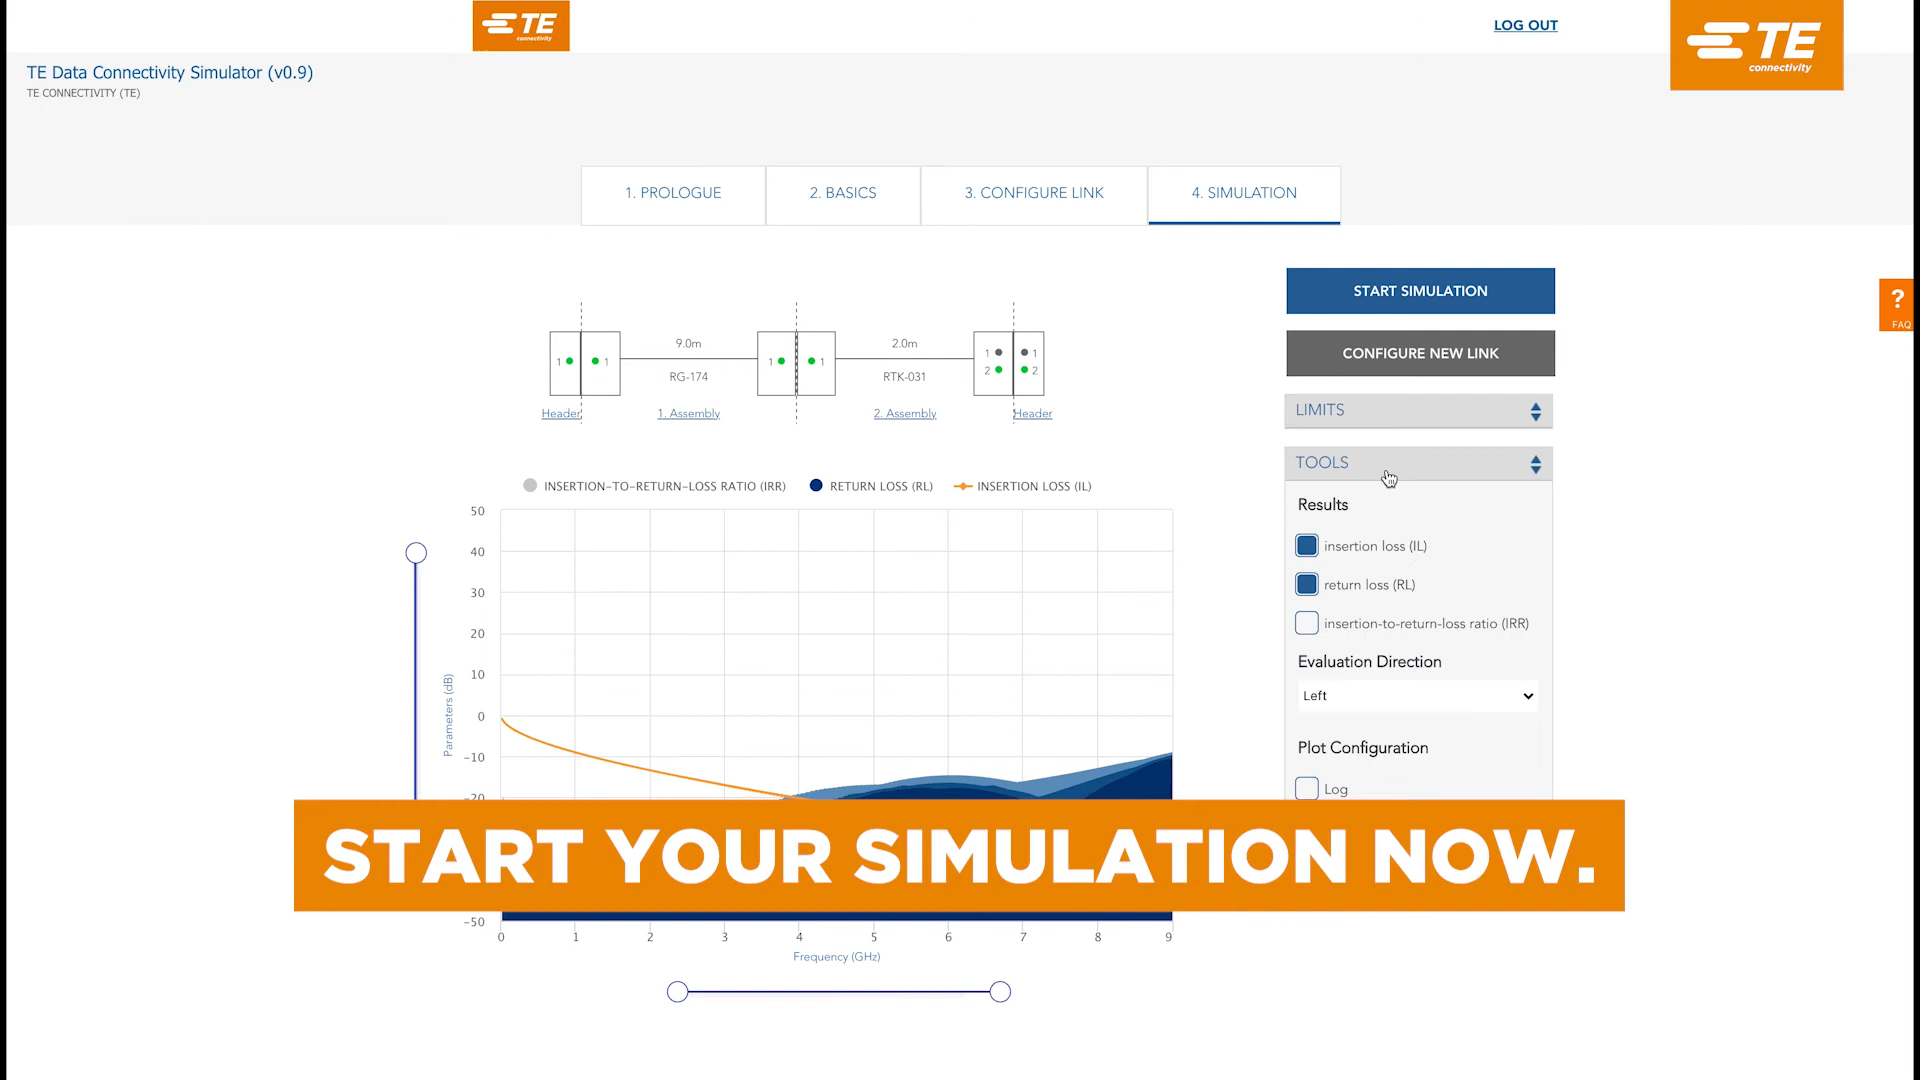 TE
connectivity
LOG OUT
TE
connectivity
TE Data Connectivity Simulator (v0.9)
TE CONNECTIVITY (TE)
1. PROLOGUE
2. BASICS
3. CONFIGURE LINK
4. SIMULATION
START SIMULATION
?
FAQ
9.0m
2.0m
1 1
1 1
1 1
2 2
RG-174
RTK-031
Header
1. Assembly
2. Assembly
Header
CONFIGURE NEW LINK
LIMITS
TOOLS
INSERTION-TO-RETURN-LOSS RATIO (IRR)
RETURN LOSS (RL)
INSERTION LOSS (IL)
Results
insertion loss (IL)
return loss (RL)
insertion-to-return-loss ratio (IRR)
Evaluation Direction
Left
Plot Configuration
Log
50
40
30
20
10
0
-10
-20
Parameters (dB)
START YOUR SIMULATION NOW.
-50
0 1 2 3 4 5 6 7 8 9
Frequency (GHz)